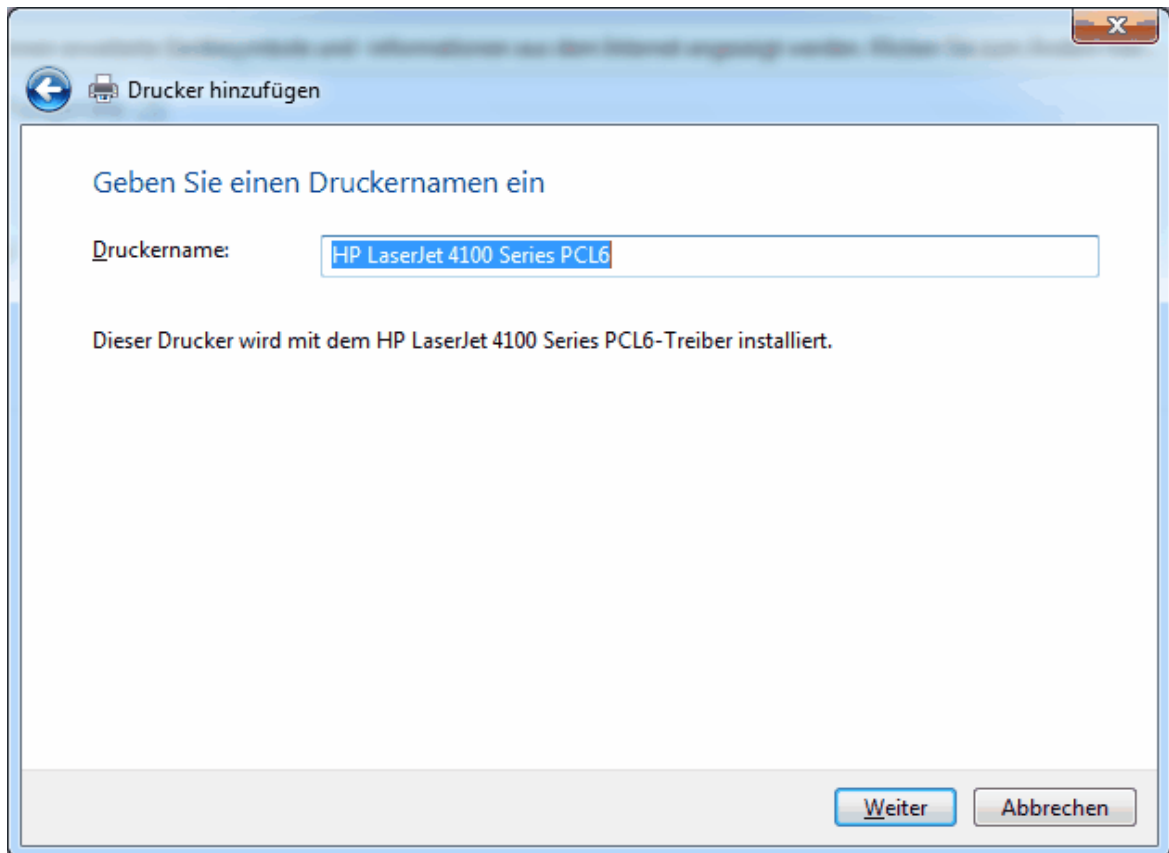 Drucker hinzufügen
Geben Sie einen Druckernamen ein
Druckername:
HP LaserJet 4100 Series PCL6
Dieser Drucker wird mit dem HP LaserJet 4100 Series PCL6-Treiber installiert.
Weiter
Abbrechen